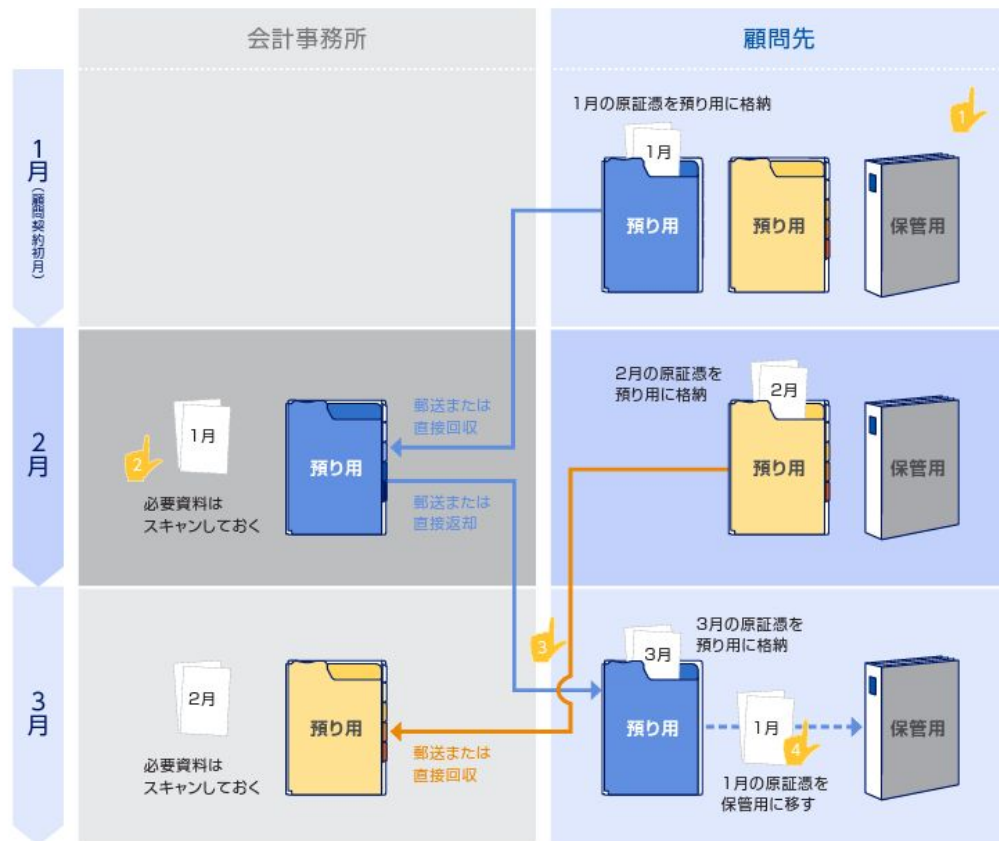 会計事務所
顧問先
1月(顧問契約初月)
1月の原証憑を預り用に格納
1
1月
預り用
預り用
保管用
2月
2
1月
必要資料は
スキャンしておく
預り用
郵送または
直接回収
郵送または
直接返却
2月の原証憑を
預り用に格納
2月
預り用
保管用
3月
2月
必要資料は
スキャンしておく
預り用
郵送または
直接回収
3
3月の原証憑を
預り用に格納
3月
預り用
1月
4
1月の原証憑を
保管用に移す
保管用